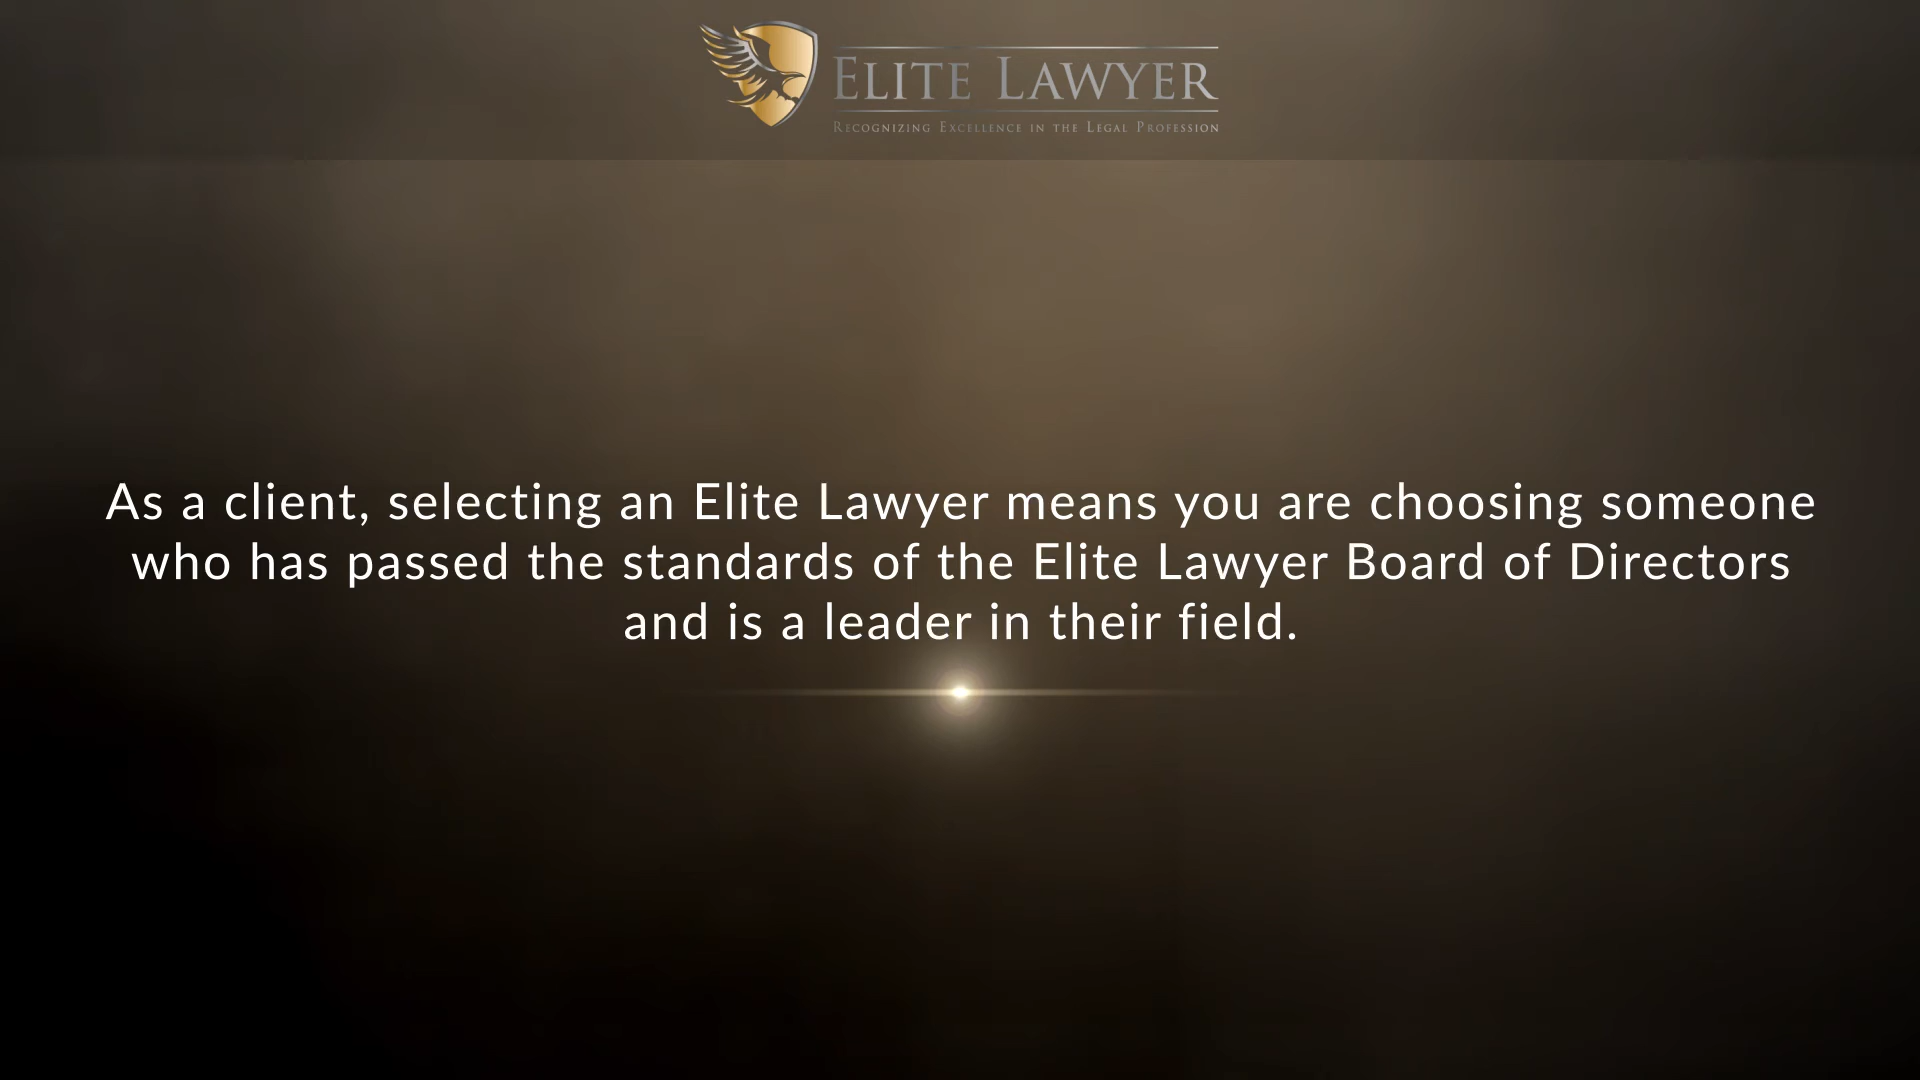 ELITE LAWYER
RECOGNIZING EXCELLENCE IN THE LEGAL PROFESSION
As a client, selecting an Elite Lawyer means you are choosing someone
who has passed the standards of the Elite Lawyer Board of Directors
and is a leader in their field.